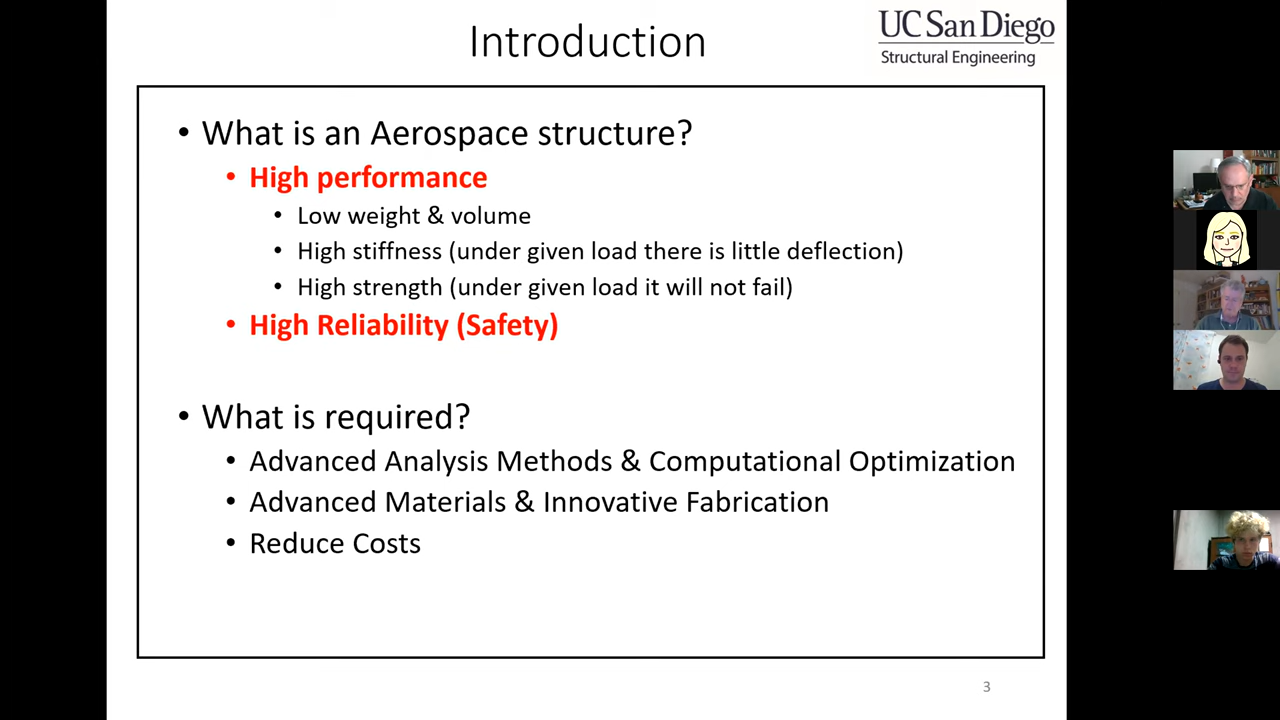 Introduction
UC San Diego
Structural Engineering
• What is an Aerospace structure?
• High performance
• Low weight & volume
• High stiffness (under given load there is little deflection)
• High strength (under given load it will not fail)
• High Reliability (Safety)
• What is required?
• Advanced Analysis Methods & Computational Optimization
• Advanced Materials & Innovative Fabrication
• Reduce Costs
3